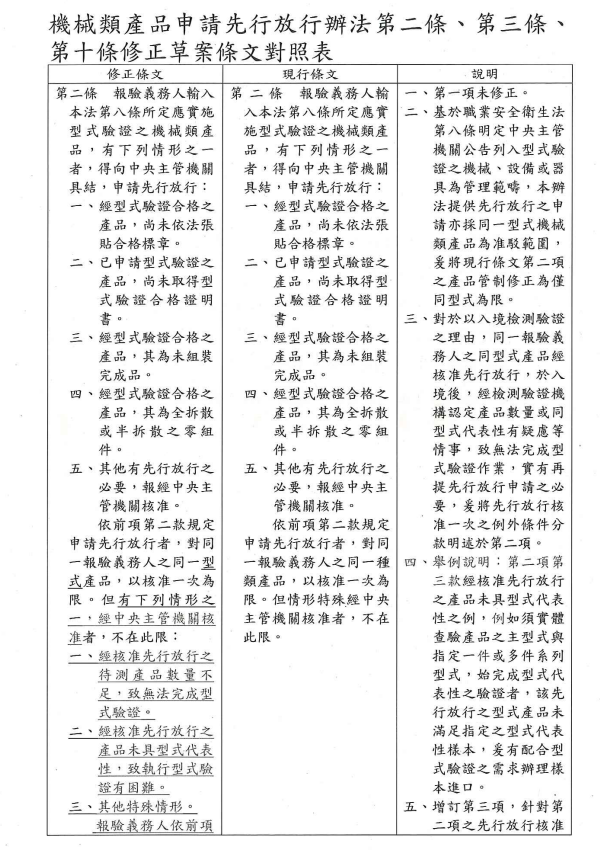 機械類產品申請先行放行辦法第二條、第三條、
第十條修正草案條文對照表
修正條文
第二條　報驗義務人輸入
本法第八條所定應實施
型式驗證之機械類產
品，有下列情形之一
者，得向中央主管機關
具結，申請先行放行：
一、經型式驗證合格之
產品，尚未依法張
貼合格標章。
二、已申請型式驗證之
產品，尚未取得型
式驗證合格證明
書。
三、經型式驗證合格之
產品，其為未組裝
完成品。
四、經型式驗證合格之
產品，其為全拆散
或半拆散之零組
件。
五、其他有先行放行之
必要，報經中央主
管機關核准。
依前項第二款規定
申請先行放行者，對同
一報驗義務人之同一型
式產品，以核准一次為
限。但有下列情形之
一，經中央主管機關核
准者，不在此限：
一、經核准先行放行之
待測產品數量不
足，致無法完成型
式驗證。
二、經核准先行放行之
產品未具型式代表
性，致執行型式驗
證有困難。
三、其他特殊情形。
報驗義務人依前項
現行條文
第二條　報驗義務人輸
入本法第八條所定應實
施型式驗證之機械類產
品，有下列情形之一
者，得向中央主管機關
具結，申請先行放行：
一、經型式驗證合格之
產品，尚未依法張
貼合格標章。
二、已申請型式驗證之
產品，尚未取得型
式驗證合格證明
書。
三、經型式驗證合格之
產品，其為未組裝
完成品。
四、經型式驗證合格之
產品，其為全拆散
或半拆散之零組
件。
五、其他有先行放行之
必要，報經中央主
管機關核准。
依前項第二款規定
申請先行放行者，對同
一報驗義務人之同一種
類產品，以核准一次為
限。但情形特殊經中央
主管機關核准者，不在
此限。
說明
一、第一項未修正。
二、基於職業安全衛生法
第八條明定中央主管
機關公告列入型式驗
證之機械、設備或器
具為管理範疇，本辦
法提供先行放行之申
請亦採同一型式機械
類產品為准駁範圍，
爰將現行條文第二項
之產品管制修正為僅
同型式為限。
三、對於以入境檢測驗證
之理由，同一報驗義
務人之同型式產品經
核准先行放行，於入
境後，經檢測驗證機
構認定產品數量或同
型式代表性有疑慮等
情事，致無法完成型
式驗證作業，實有再
提先行放行申請之必
要，爰將先行放行核
准一次之例外條件分
款明述於第二項。
四、舉例說明：第二項第
三款經核准先行放行
之產品未具型式代表
性之例，例如須實體
查驗產品之主型式與
指定一件或多件系列
型式，始完成型式代
表性之驗證者，該先
行放行之型式產品未
滿足指定之型式代表
性樣本，爰有配合型
式驗證之需求辦理樣
本進口。
五、增訂第三項，針對第
二項之先行放行核准